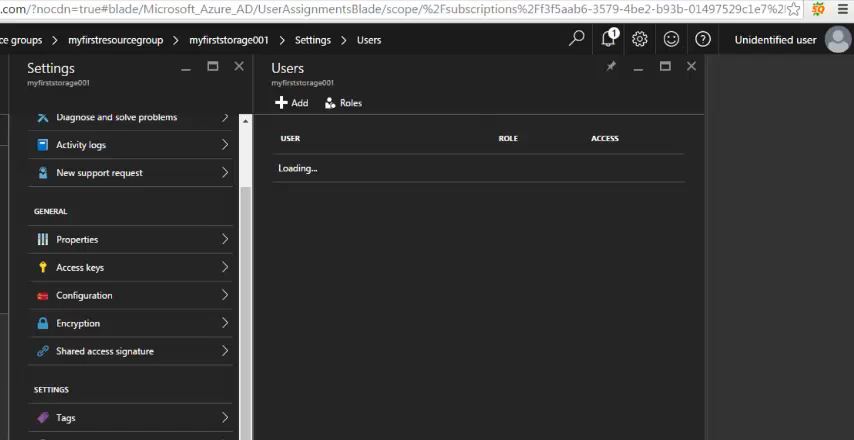 .com/?nocdn=true#blade/Microsoft_Azure_AD/UserAssignmentsBlade/scope/%2Fsubscriptions%2Ff3f5aab6-3579-4be2-b93b-01497529c1e7%
ce groups > myfirstresourcegroup > myfirststorage001 > Settings > Users
1
Unidentified user
Settings
myfirststorage001
Diagnose and solve problems
Activity logs
New support request
GENERAL
Properties
Access keys
Configuration
Encryption
Shared access signature
SETTINGS
Tags
Users
myfirststorage001
Add Roles
USER ROLE ACCESS
Loading...